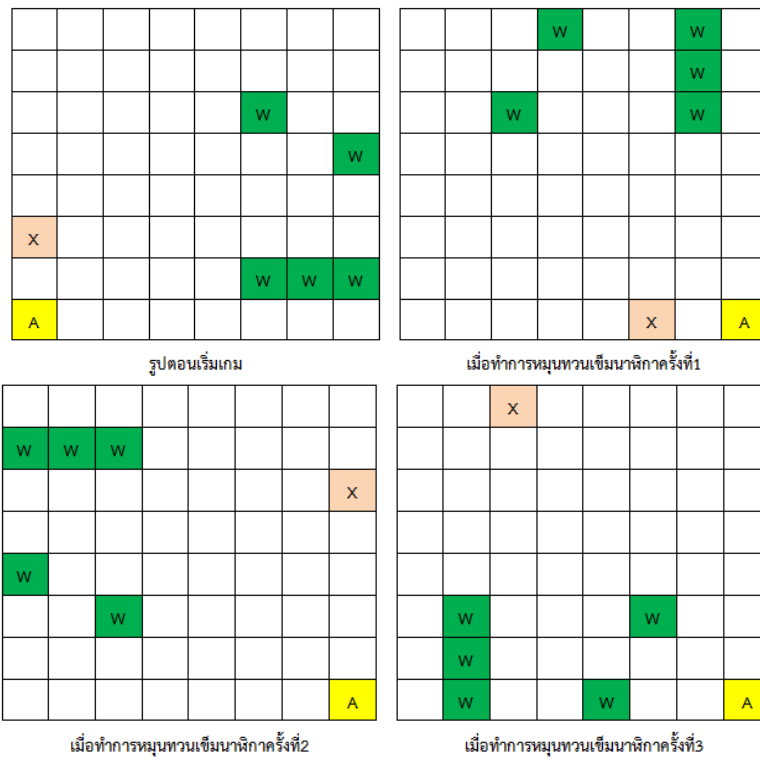 W
W
X
W W W
A
รูปตอนเริ่มเกม
W W
W
W W
X A
เมื่อทำการหมุนทวนเข็มนาฬิกาครั้งที่1
W W W
X
W
W
A
เมื่อทำการหมุนทวนเข็มนาฬิกาครั้งที่2
X
W W
W
W W A
เมื่อทำการหมุนทวนเข็มนาฬิกาครั้งที่3